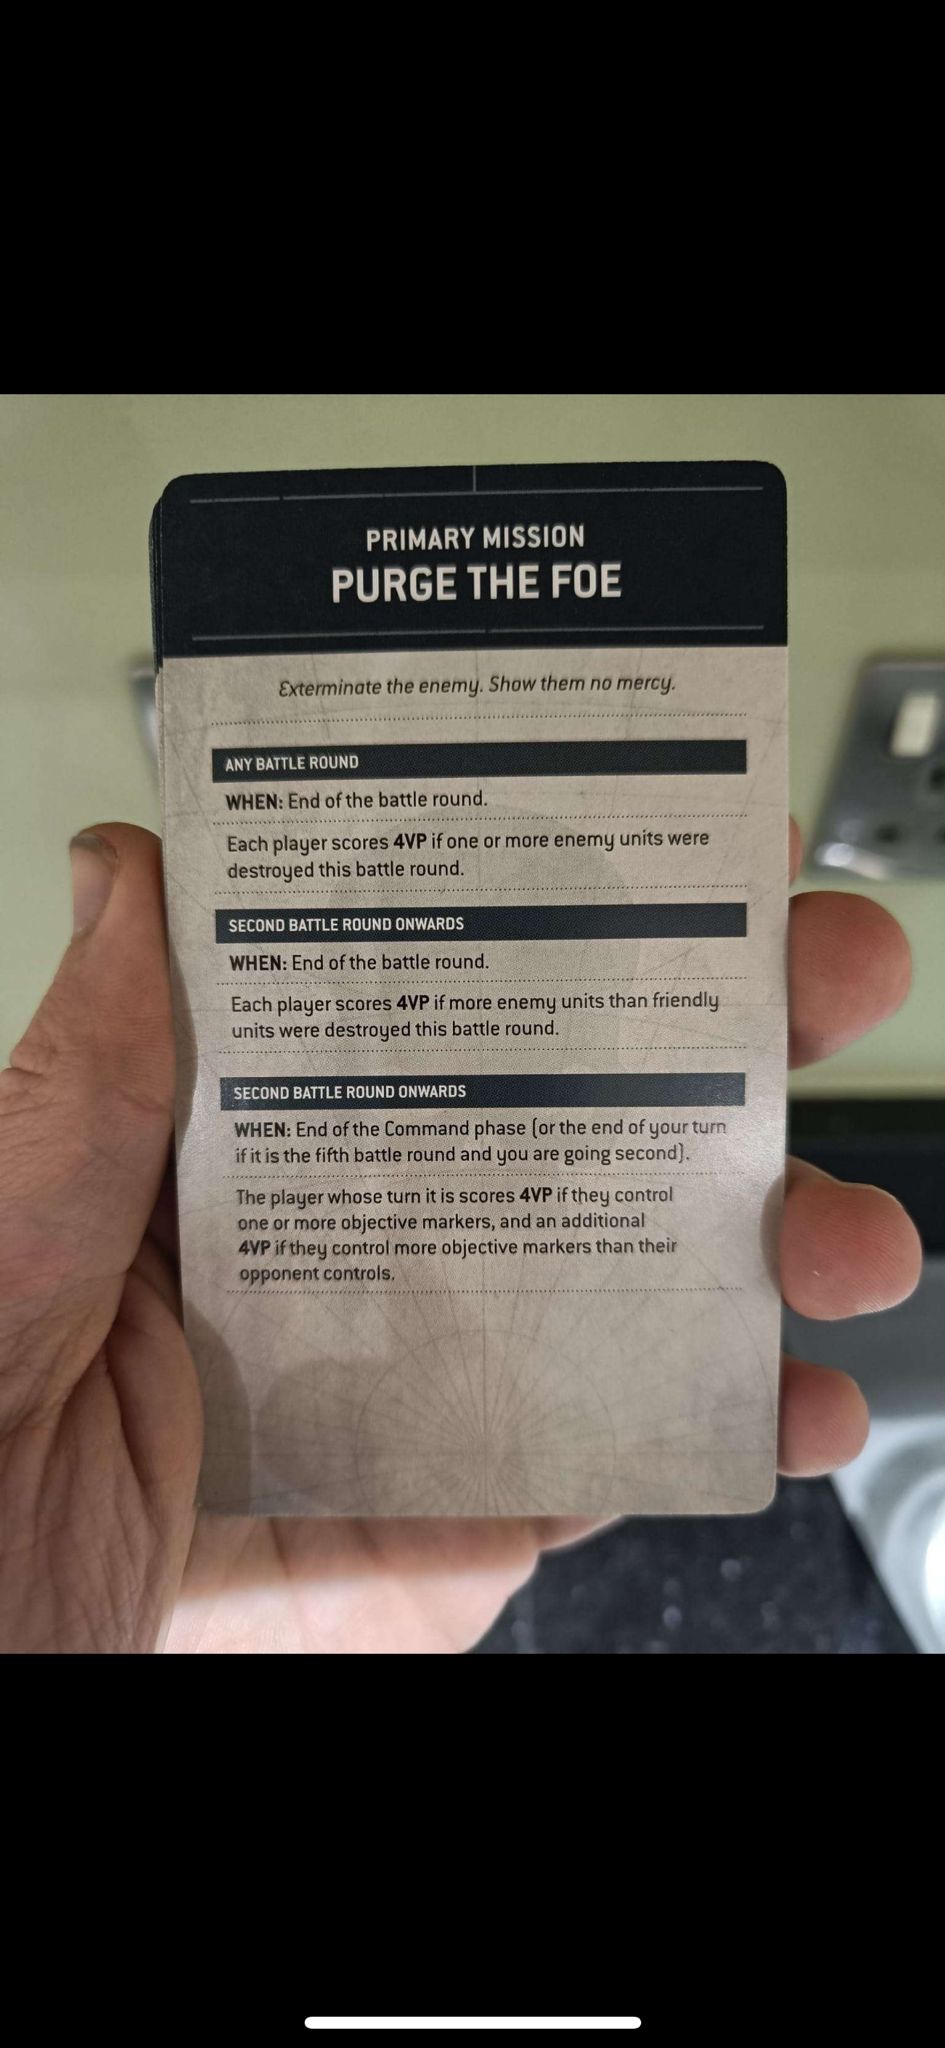 PRIMARY MISSION
PURGE THE FOE
Exterminate the enemy. Show them no mercy.
ANY BATTLE ROUND
WHEN: End of the battle round.
Each player scores 4VP if one or more enemy units were
destroyed this battle round.
SECOND BATTLE ROUND ONWARDS
WHEN: End of the battle round.
Each player scores 4VP if more enemy units than friendly
units were destroyed this battle round.
SECOND BATTLE ROUND ONWARDS
WHEN: End of the Command phase (or the end of your turn
if it is the fifth battle round and you are going second).
The player whose turn it is scores 4VP if they control
one or more objective markers, and an additional
4VP if they control more objective markers than their
opponent controls.